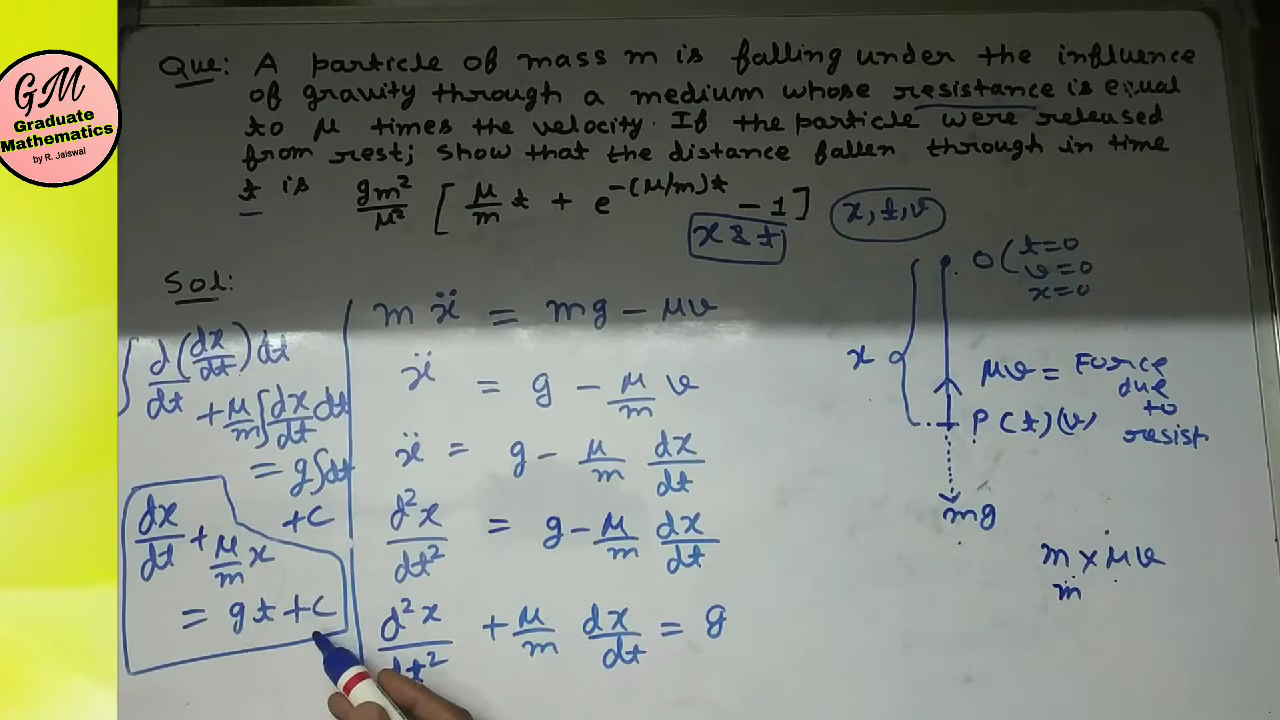 GM
Graduate
Mathematics
by R. Jaiswal
Que: A particle of mass m is falling under the influence
of gravity through a medium whose resistance is equal
to μ times the velocity. If the particle were released
from rest; show that the distance fallen through in time
t is gm²/μ² [ μ/m t + e^-(μ/m)t - 1 ]
x, t, v
x & t
Sol:
∫ d/dt (dx/dt) dt
+ μ/m ∫ dx/dt dt
= g∫dt
+ c
dx/dt + μ/m x
= gt + c
m ẍ = mg - μv
ẍ = g - μ/m v
ẍ = g - μ/m dx/dt
d²x/dt² = g - μ/m dx/dt
d²x/dt² + μ/m dx/dt = g
O ( t=0
v=0
x=0
x
μv = Force
due
to
resist
P (t) (v)
mg
m × μv
m